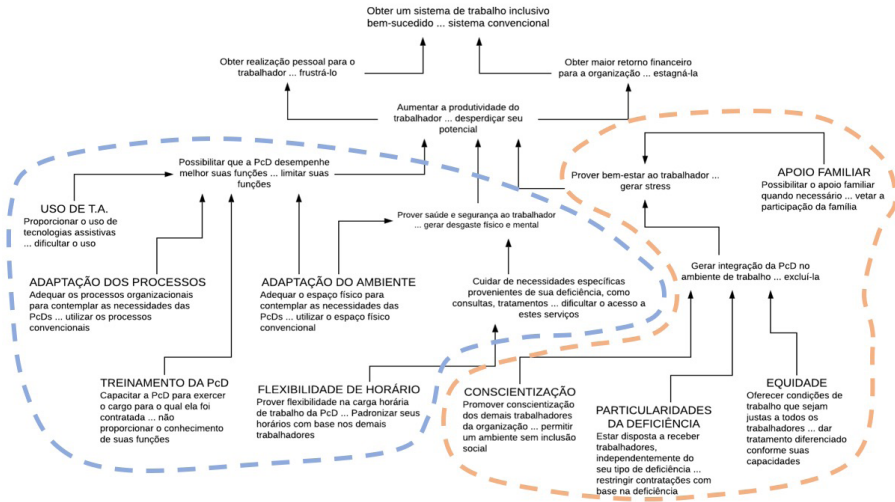 Obter um sistema de trabalho inclusivo
bem-sucedido ... sistema convencional
Obter realização pessoal para o
trabalhador ... frustrá-lo
Obter maior retorno financeiro
para a organização ... estagná-la
Aumentar a produtividade do
trabalhador ... desperdiçar seu
potencial
Possibilitar que a PcD desempenhe
melhor suas funções ... limitar suas
funções
Prover bem-estar ao trabalhador ...
gerar stress
APOIO FAMILIAR
Possibilitar o apoio familiar
quando necessário ... vetar a
participação da família
USO DE T.A.
Proporcionar o uso de
tecnologias assistivas
... dificultar o uso
Prover saúde e segurança ao trabalhador
... gerar desgaste físico e mental
ADAPTAÇÃO DOS PROCESSOS
Adequar os processos organizacionais
para contemplar as necessidades das
PcDs ... utilizar os processos
convencionais
ADAPTAÇÃO DO AMBIENTE
Adequar o espaço físico para
contemplar as necessidades das
PcDs ... utilizar o espaço físico
convencional
Cuidar de necessidades específicas
provenientes de sua deficiência, como
consultas, tratamentos ... dificultar o acesso a
estes serviços
Gerar integração da PcD no
ambiente de trabalho ... excluí-la
TREINAMENTO DA PcD
Capacitar a PcD para exercer
o cargo para o qual ela foi
contratada ... não
proporcionar o conhecimento
de suas funções
FLEXIBILIDADE DE HORÁRIO
Prover flexibilidade na carga horária
de trabalho da PcD ... Padronizar seus
horários com base nos demais
trabalhadores
CONSCIENTIZAÇÃO
Promover conscientização
dos demais trabalhadores
da organização ... permitir
um ambiente sem inclusão
social
PARTICULARIDADES
DA DEFICIÊNCIA
Estar disposta a receber
trabalhadores,
independentemente do
seu tipo de deficiência ...
restringir contratações com
base na deficiência
EQUIDADE
Oferecer condições de
trabalho que sejam
justas a todos os
trabalhadores ... dar
tratamento diferenciado
conforme suas
capacidades